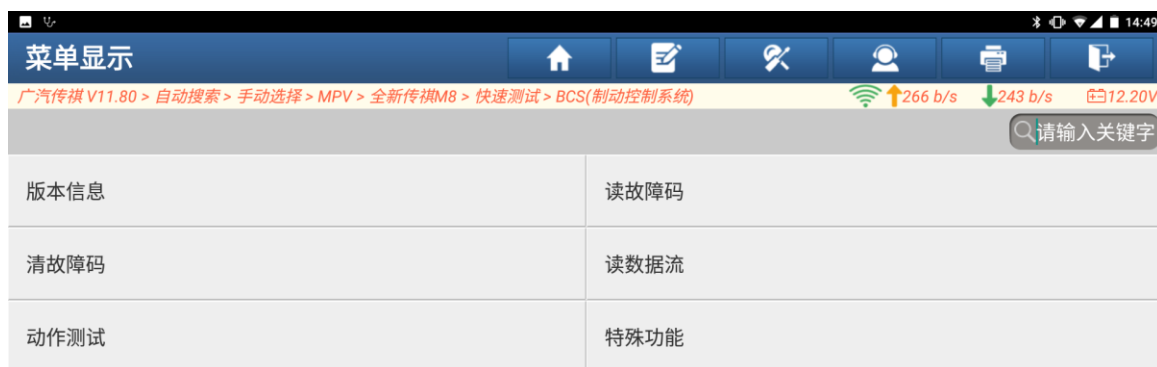 14:49
菜单显示
广汽传祺 V11.80 > 自动搜索 > 手动选择 > MPV > 全新传祺M8 > 快速测试 > BCS(制动控制系统) 266 b/s 243 b/s 12.20V
请输入关键字
版本信息 读故障码
清故障码 读数据流
动作测试 特殊功能